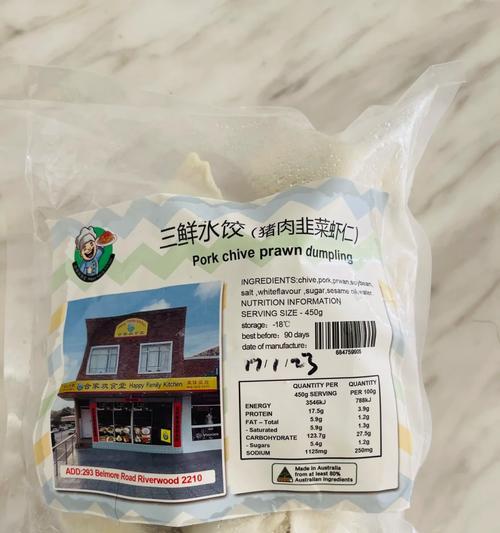 三鲜水饺（猪肉韭菜虾仁）
Pork chive prawn dumpling
INGREDIENTS:chive,pork,prwan,soybean,
salt ,whiteflavour ,sugar,sesame oil,water.
NUTRITION INFORMATION
SERVING SIZE - 450g
storage: -18℃
best before: 90 days
date of manufacture:
684759905
17/1/23
QUANTITY PER 450g SERVING QUANTITY PER 100g
ENERGY 3546kJ 788kJ
PROTEIN 17.5g 3.9g
FAT – Total 5.9g 1.2g
- Saturated 5.9g 1.3g
CARBOHYDRATE 123.7g 27.5g
- Sugars 5.4g 1.2g
SODIUM 1125mg 250mg
Made in Australia
from at least 80%
Australian ingredients
合家欢食堂 Happy Family Kitchen
ADD:293 Belmore Road Riverwood 2210